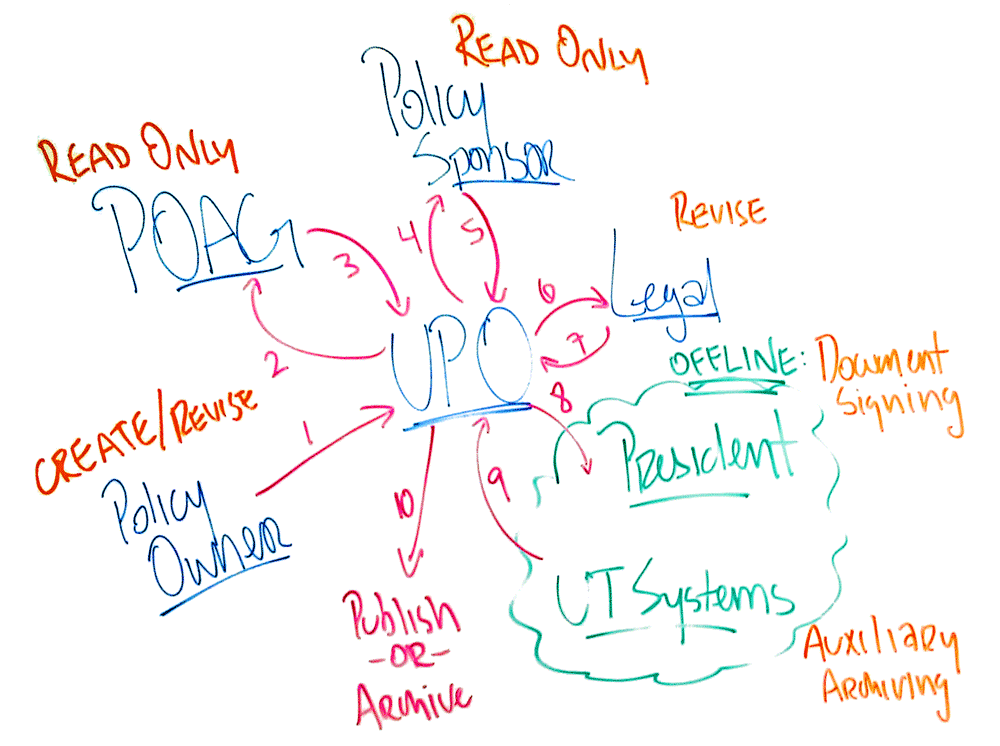 READ ONLY
Policy
Sponsor
READ ONLY
POAG
REVISE
Legal
4
5
3
6
7
2
UPO
OFFLINE:
Document
Signing
8
CREATE/REVISE
1
President
Policy
Owner
10
9
UT Systems
Publish
-OR-
Archive
Auxiliary
Archiving